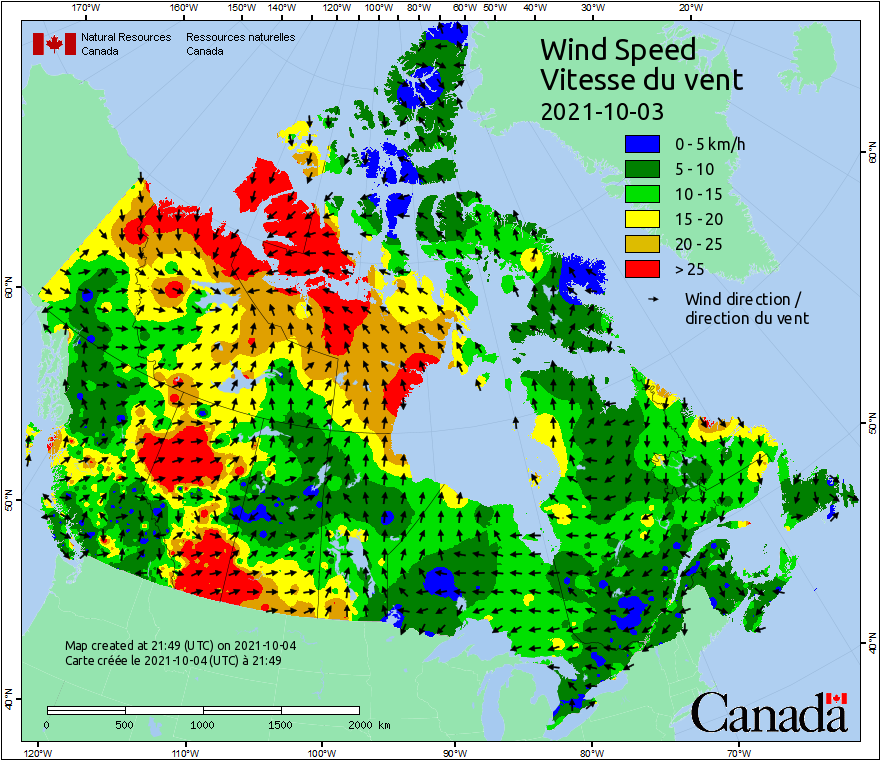 170°W 160°W 150°W 140°W 120°W 100°W 80°W 60°W 50°W 40°W 30°W 20°W
Natural Resources Ressources naturelles
Canada Canada
Wind Speed
Vitesse du vent
2021-10-03
0 - 5 km/h
5 - 10
10 - 15
15 - 20
20 - 25
> 25
Wind direction /
direction du vent
60°N
60°N
50°N
50°N
40°N
40°N
Map created at 21:49 (UTC) on 2021-10-04
Carte créée le 2021-10-04 (UTC) à 21:49
0 500 1000 1500 2000 km
Canada
120°W 110°W 100°W 90°W 80°W 70°W